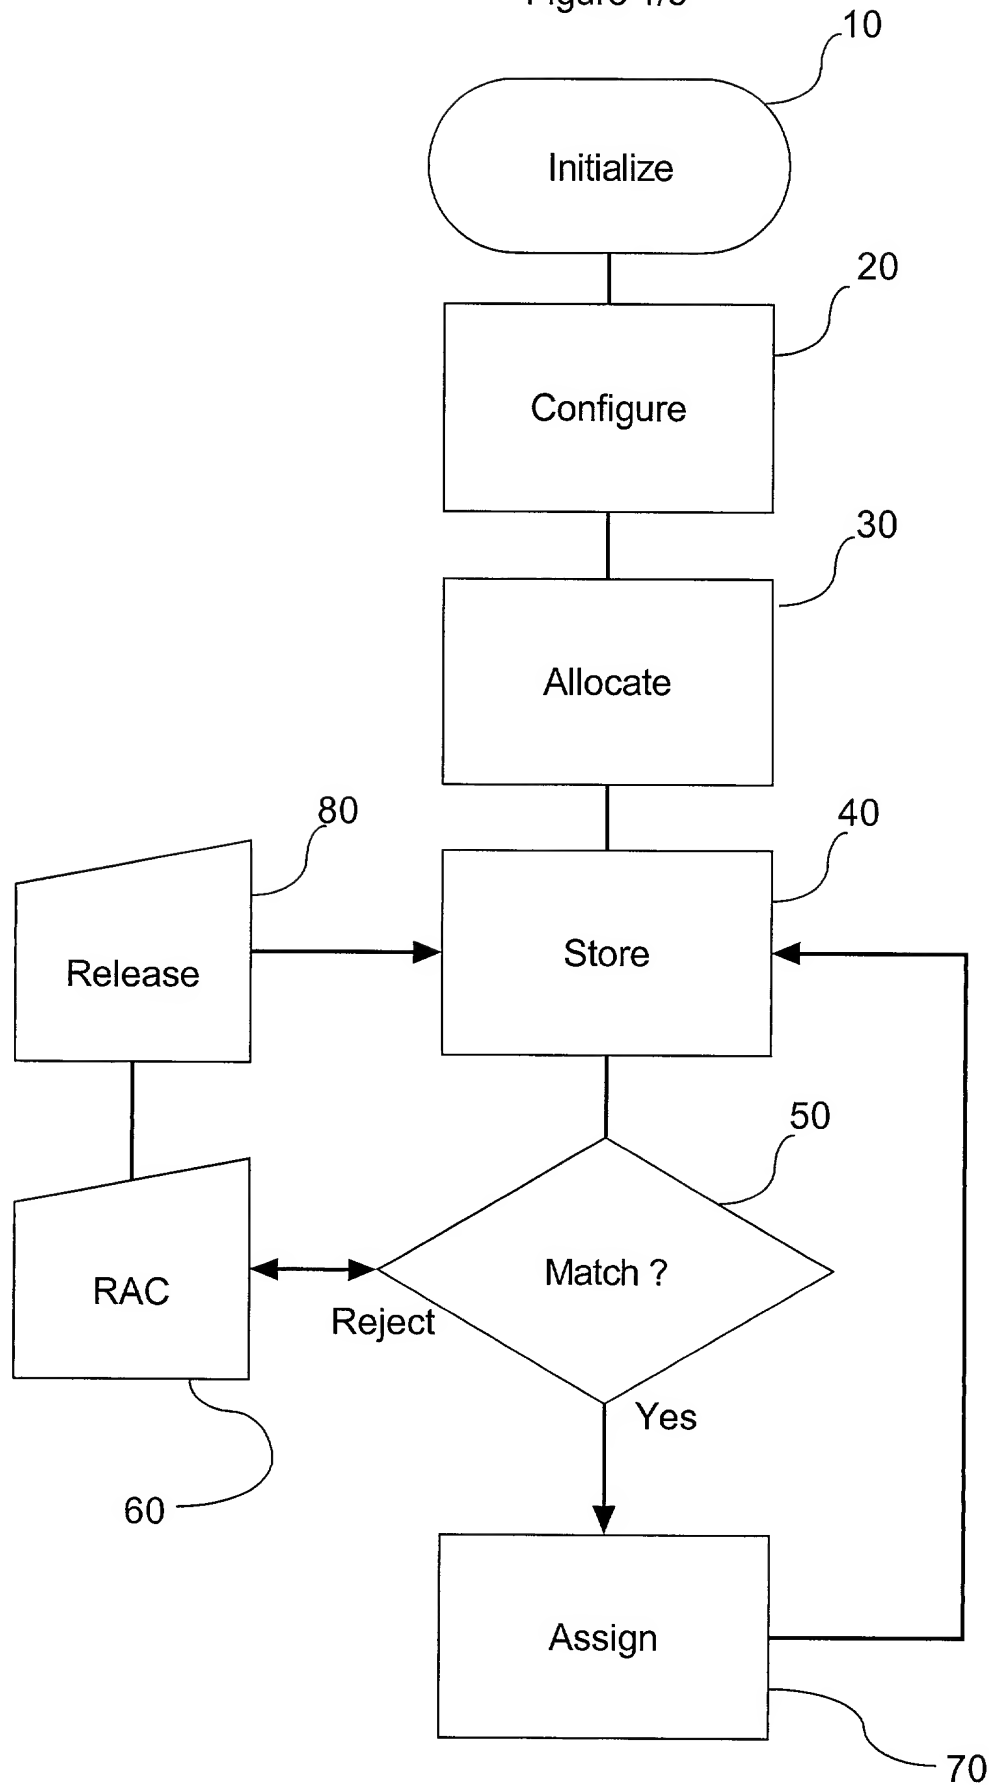 10
Initialize
20
Configure
30
Allocate
80
40
Store
Release
50
Match ?
RAC
Reject
Yes
60
Assign
70